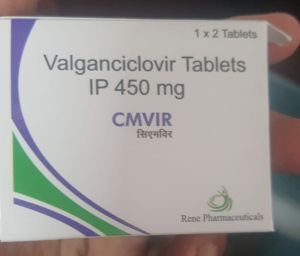 1 x 2 Tablets
Valganciclovir Tablets
IP 450 mg
CMVIR
सिएमविर
Rene Pharmaceuticals